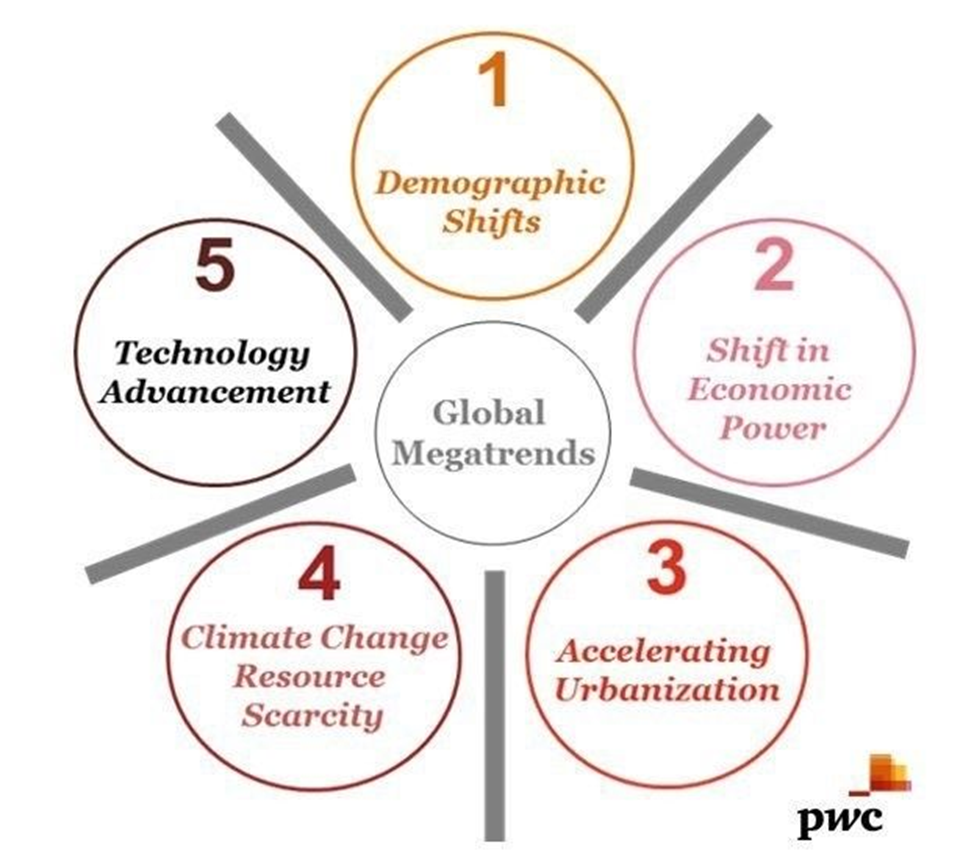 1
Demographic
Shifts
2
Shift in
Economic
Power
3
Accelerating
Urbanization
4
Climate Change
Resource
Scarcity
5
Technology
Advancement
Global
Megatrends
pwc